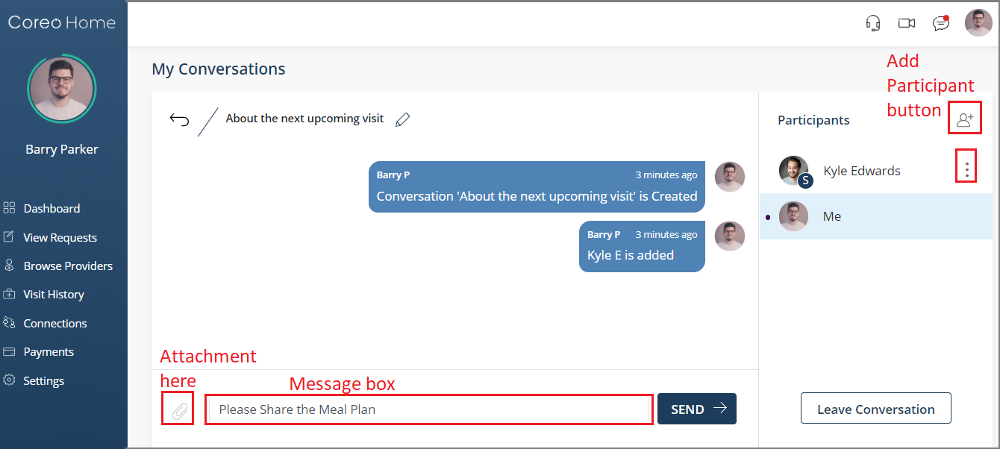 Coreo Home
Barry Parker
Dashboard
View Requests
Browse Providers
Visit History
Connections
Payments
Settings
My Conversations
About the next upcoming visit
Barry P 3 minutes ago
Conversation 'About the next upcoming visit' is Created
Barry P 3 minutes ago
Kyle E is added
Attachment
here
Message box
Please Share the Meal Plan
SEND
Add
Participant
button
Participants
S
Kyle Edwards
Me
Leave Conversation